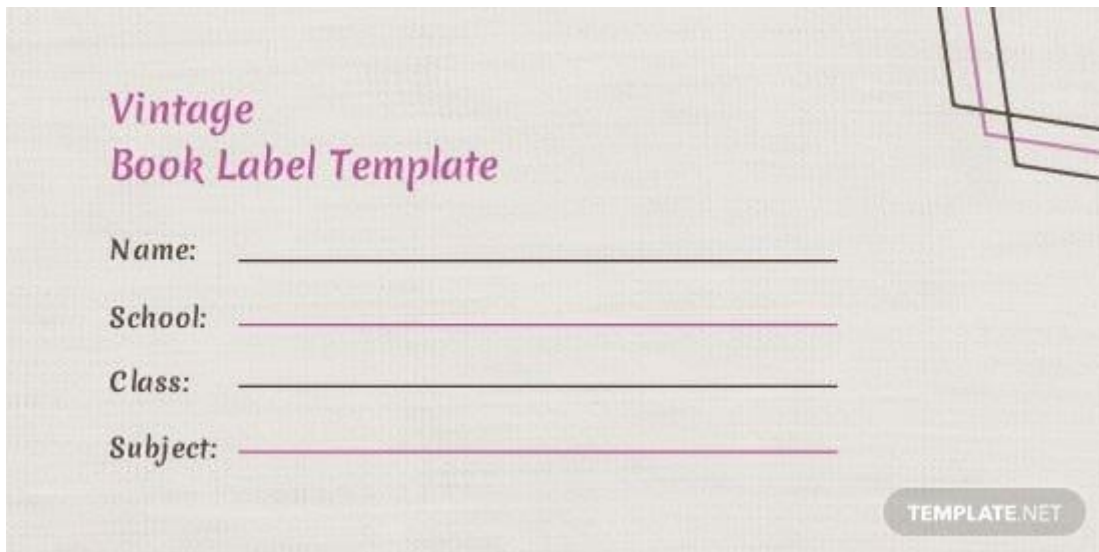 Vintage
Book Label Template
Name:
School:
Class:
Subject:
TEMPLATE.NET